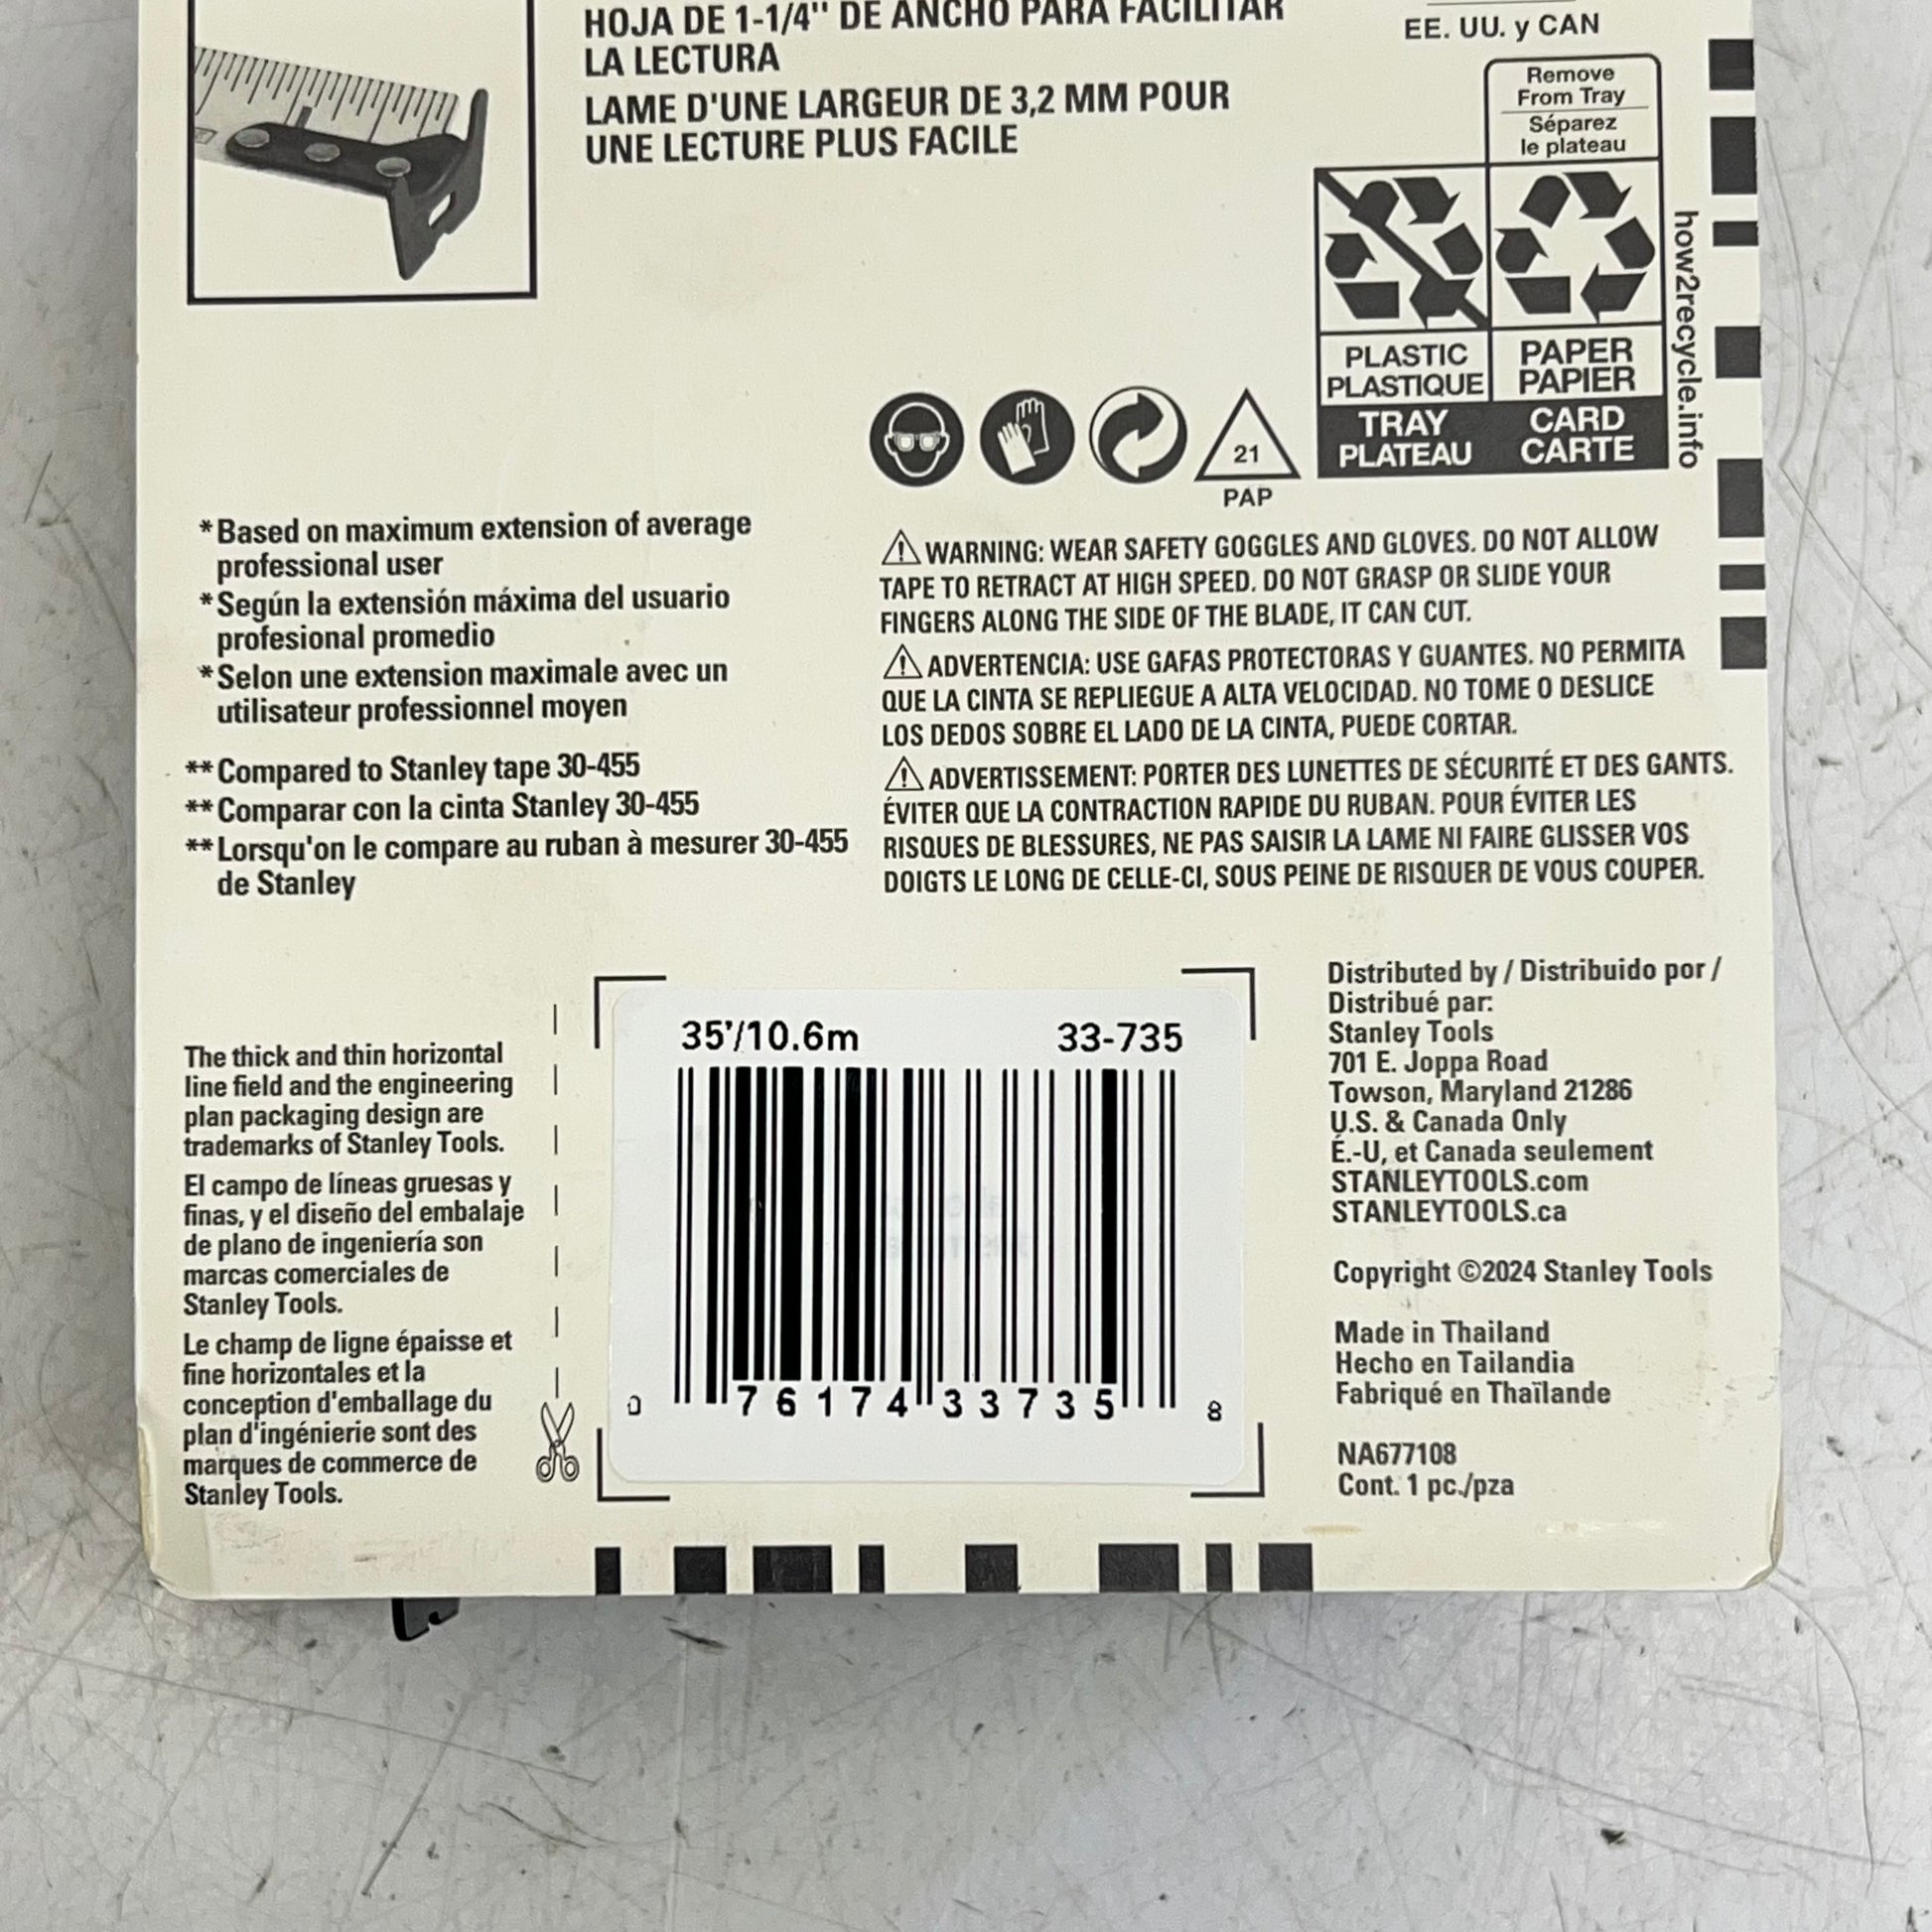 HOJA DE 1-1/4" DE ANCHO PARA FACILITAR
LA LECTURA
LAME D'UNE LARGEUR DE 3,2 MM POUR
UNE LECTURE PLUS FACILE
EE. UU. y CAN
Remove
From Tray
Séparez
le plateau
PLASTIC
PLASTIQUE
TRAY
PLATEAU
PAPER
PAPIER
CARD
CARTE
how2recycle.info
21
PAP
*Based on maximum extension of average
professional user
*Según la extensión máxima del usuario
profesional promedio
*Selon une extension maximale avec un
utilisateur professionnel moyen
**Compared to Stanley tape 30-455
**Comparar con la cinta Stanley 30-455
**Lorsqu'on le compare au ruban à mesurer 30-455
de Stanley
WARNING: WEAR SAFETY GOGGLES AND GLOVES. DO NOT ALLOW
TAPE TO RETRACT AT HIGH SPEED. DO NOT GRASP OR SLIDE YOUR
FINGERS ALONG THE SIDE OF THE BLADE, IT CAN CUT.
ADVERTENCIA: USE GAFAS PROTECTORAS Y GUANTES. NO PERMITA
QUE LA CINTA SE REPLIEGUE A ALTA VELOCIDAD. NO TOME O DESLICE
LOS DEDOS SOBRE EL LADO DE LA CINTA, PUEDE CORTAR.
ADVERTISSEMENT: PORTER DES LUNETTES DE SÉCURITÉ ET DES GANTS.
ÉVITER QUE LA CONTRACTION RAPIDE DU RUBAN. POUR ÉVITER LES
RISQUES DE BLESSURES, NE PAS SAISIR LA LAME NI FAIRE GLISSER VOS
DOIGTS LE LONG DE CELLE-CI, SOUS PEINE DE RISQUER DE VOUS COUPER.
The thick and thin horizontal
line field and the engineering
plan packaging design are
trademarks of Stanley Tools.
El campo de líneas gruesas y
finas, y el diseño del embalaje
de plano de ingeniería son
marcas comerciales de
Stanley Tools.
Le champ de ligne épaisse et
fine horizontales et la
conception d'emballage du
plan d'ingénierie sont des
marques de commerce de
Stanley Tools.
35'/10.6m 33-735
0 76174 33735 8
Distributed by / Distribuido por /
Distribué par:
Stanley Tools
701 E. Joppa Road
Towson, Maryland 21286
U.S. & Canada Only
É.-U, et Canada seulement
STANLEYTOOLS.com
STANLEYTOOLS.ca
Copyright ©2024 Stanley Tools
Made in Thailand
Hecho en Tailandia
Fabriqué en Thaïlande
NA677108
Cont. 1 pc./pza